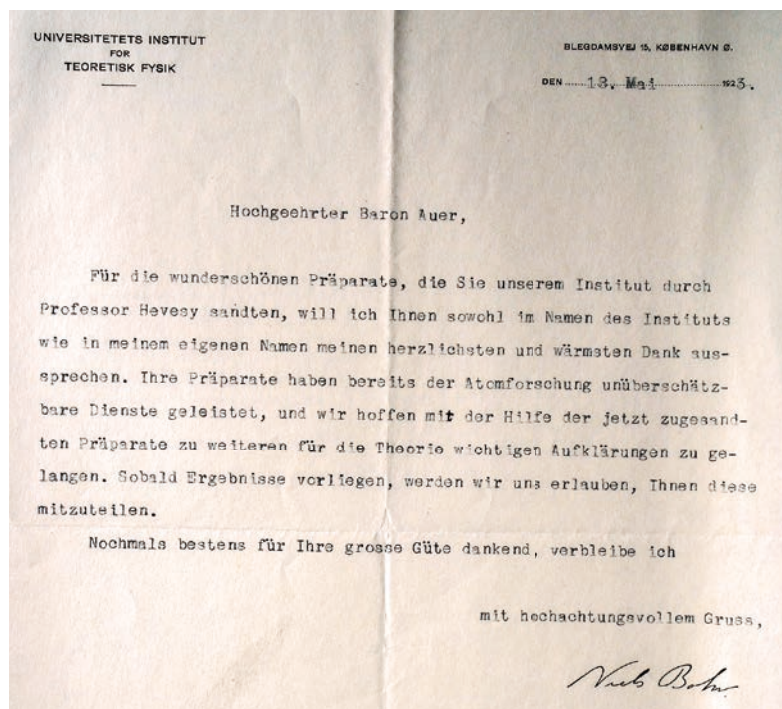 UNIVERSITETETS INSTITUT
FOR
TEORETISK FYSIK
BLEGDAMSVEJ 15, KØBENHAVN Ø.
DEN 18. Mai 1923.
Hochgeehrter Baron Auer,
Für die wunderschönen Präparate, die Sie unserem Institut durch
Professor Hevesy sandten, will ich Ihnen sowohl im Namen des Instituts
wie in meinem eigenen Namen meinen herzlichsten und wärmsten Dank aus-
sprechen. Ihre Präparate haben bereits der Atomforschung unüberschätz-
bare Dienste geleistet, und wir hoffen mit der Hilfe der jetzt zugesand-
ten Präparate zu weiteren für die Theorie wichtigen Aufklärungen zu ge-
langen. Sobald Ergebnisse vorliegen, werden wir uns erlauben, Ihnen diese
mitzuteilen.
Nochmals bestens für Ihre grosse Güte dankend, verbleibe ich
mit hochachtungsvollem Gruss,
Niels Bohr